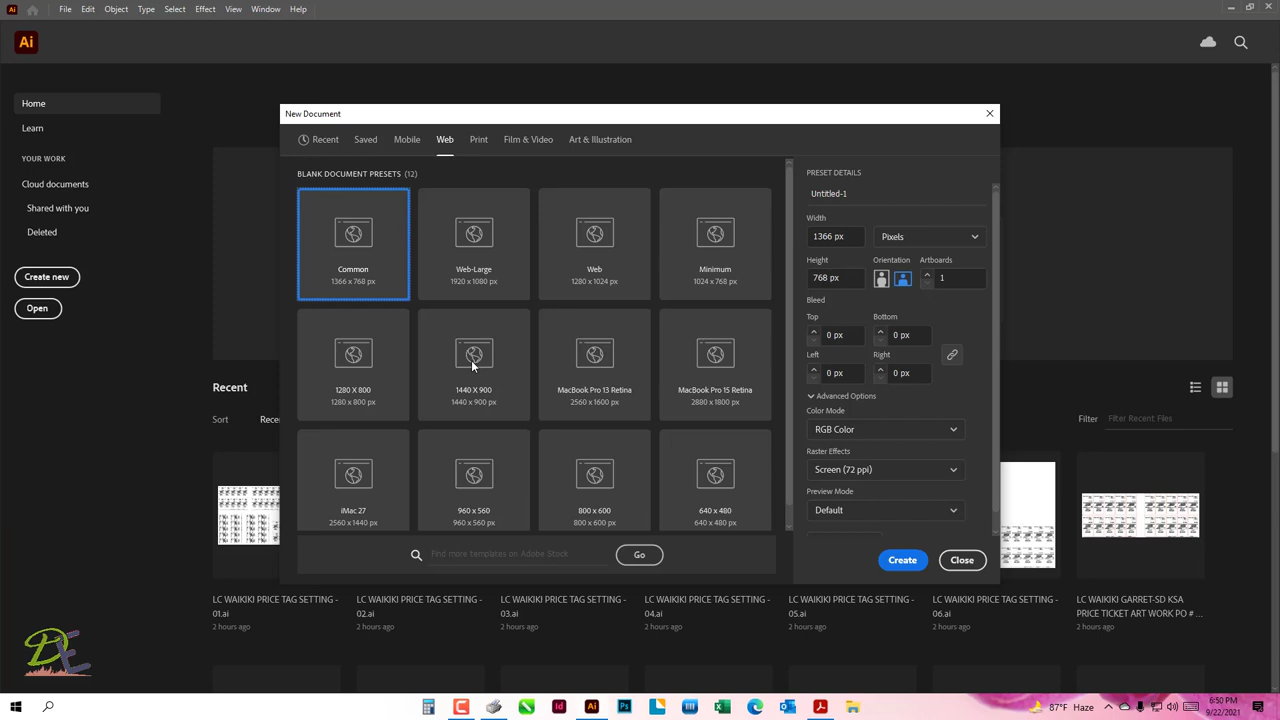 Ai File Edit Object Type Select Effect View Window Help
Ai
New Document
Home
Learn
YOUR WORK
Cloud documents
Shared with you
Deleted
Create new
Open
Recent Saved Mobile Web Print Film & Video Art & Illustration
BLANK DOCUMENT PRESETS (12)
Common
1366 x 768 px
Web-Large
1920 x 1080 px
Web
1280 x 1024 px
Minimum
1024 x 768 px
1280 X 800
1280 x 800 px
1440 X 900
1440 x 900 px
MacBook Pro 13 Retina
2560 x 1600 px
MacBook Pro 15 Retina
2880 x 1800 px
iMac 27
2560 x 1440 px
960 x 560
960 x 560 px
800 x 600
800 x 600 px
640 x 480
640 x 480 px
Find more templates on Adobe Stock Go
PRESET DETAILS
Untitled-1
Width
1366 px Pixels
Height Orientation Artboards
768 px 1
Bleed
Top Bottom
0 px 0 px
Left Right
0 px 0 px
Advanced Options
Color Mode
RGB Color
Raster Effects
Screen (72 ppi)
Preview Mode
Default
Create Close
Recent
Sort Recen
Filter Filter Recent Files
LC WAIKIKI PRICE TAG SETTING -
01.ai
2 hours ago
LC WAIKIKI PRICE TAG SETTING -
02.ai
2 hours ago
LC WAIKIKI PRICE TAG SETTING -
03.ai
2 hours ago
LC WAIKIKI PRICE TAG SETTING -
04.ai
2 hours ago
LC WAIKIKI PRICE TAG SETTING -
05.ai
2 hours ago
LC WAIKIKI PRICE TAG SETTING -
06.ai
2 hours ago
LC WAIKIKI GARRET-SD KSA
PRICE TICKET ART WORK PO # ...
2 hours ago
DE
Id Ai Ps
87°F Haze
6:50 PM
9/22/2021